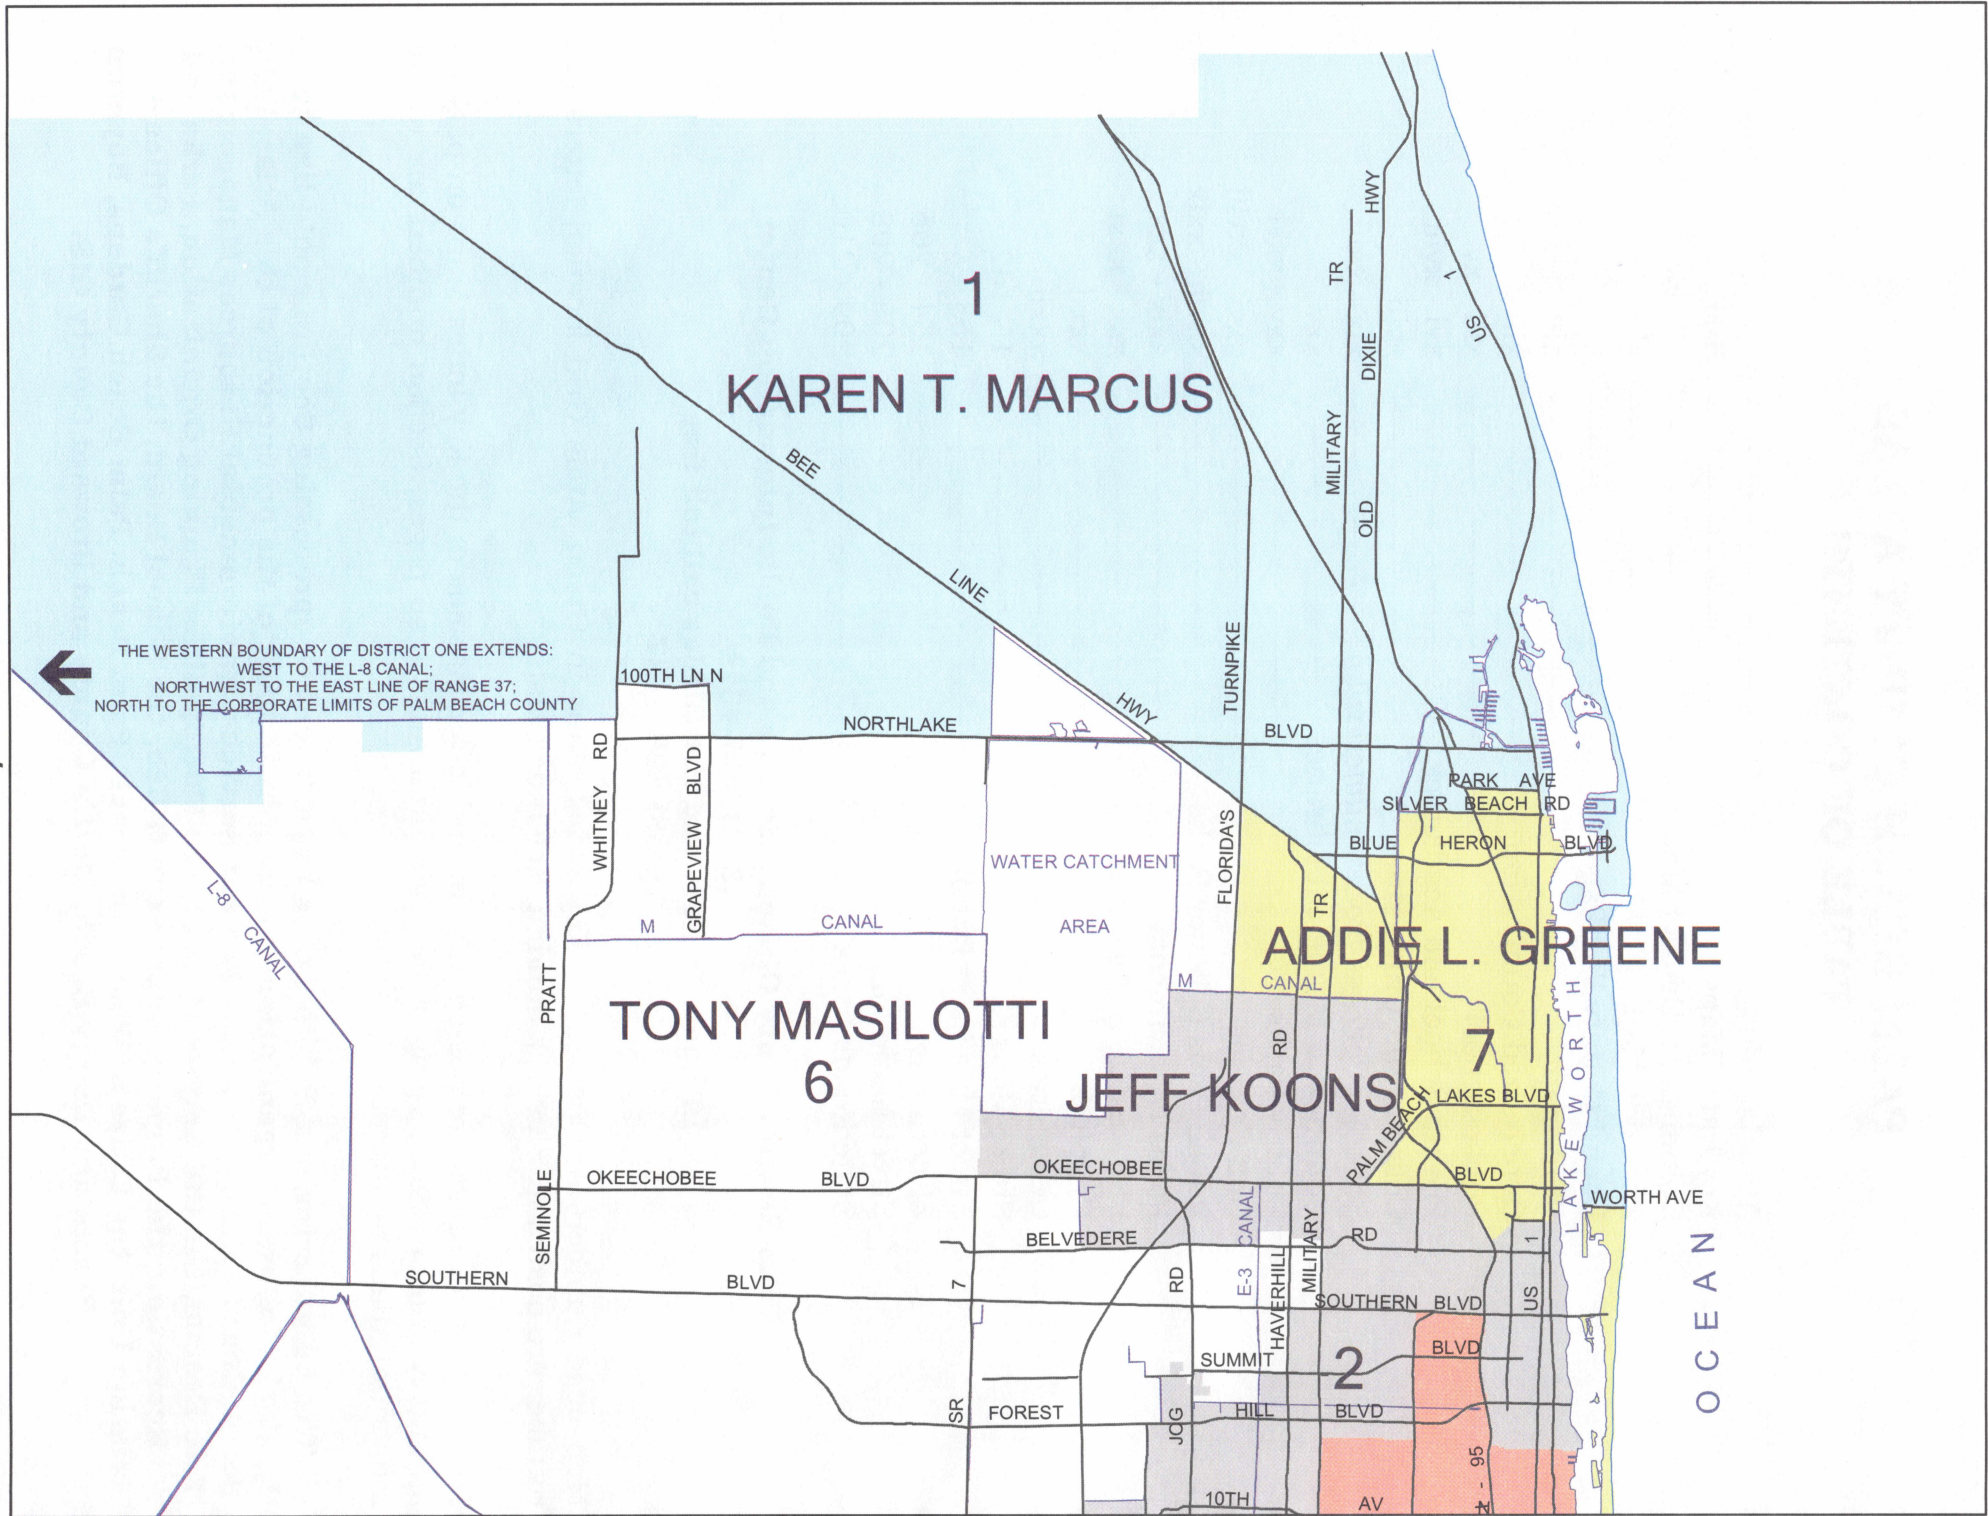 1
KAREN T. MARCUS
BEE
LINE
HWY
MILITARY TR
OLD DIXIE HWY
US 1
THE WESTERN BOUNDARY OF DISTRICT ONE EXTENDS:
WEST TO THE L-8 CANAL;
NORTHWEST TO THE EAST LINE OF RANGE 37;
NORTH TO THE CORPORATE LIMITS OF PALM BEACH COUNTY
100TH LN N
NORTHLAKE BLVD
FLORIDA'S TURNPIKE
PARK AVE
SILVER BEACH RD
BLUE HERON BLVD
SEMINOLE PRATT WHITNEY RD
GRAPEVIEW BLVD
L-8 CANAL
M CANAL
WATER CATCHMENT
AREA
TR
ADDIE L. GREENE
7
M CANAL
TONY MASILOTTI
6
JEFF KOONS
RD
PALM BEACH LAKES BLVD
LAKE WORTH
OKEECHOBEE BLVD
OKEECHOBEE BLVD
WORTH AVE
BELVEDERE RD
E-3 CANAL
HAVERHILL
MILITARY
SOUTHERN BLVD
SOUTHERN BLVD
US 1
SR 7
JOG RD
SUMMIT BLVD
2
FOREST HILL BLVD
OCEAN
10TH AV
- 95